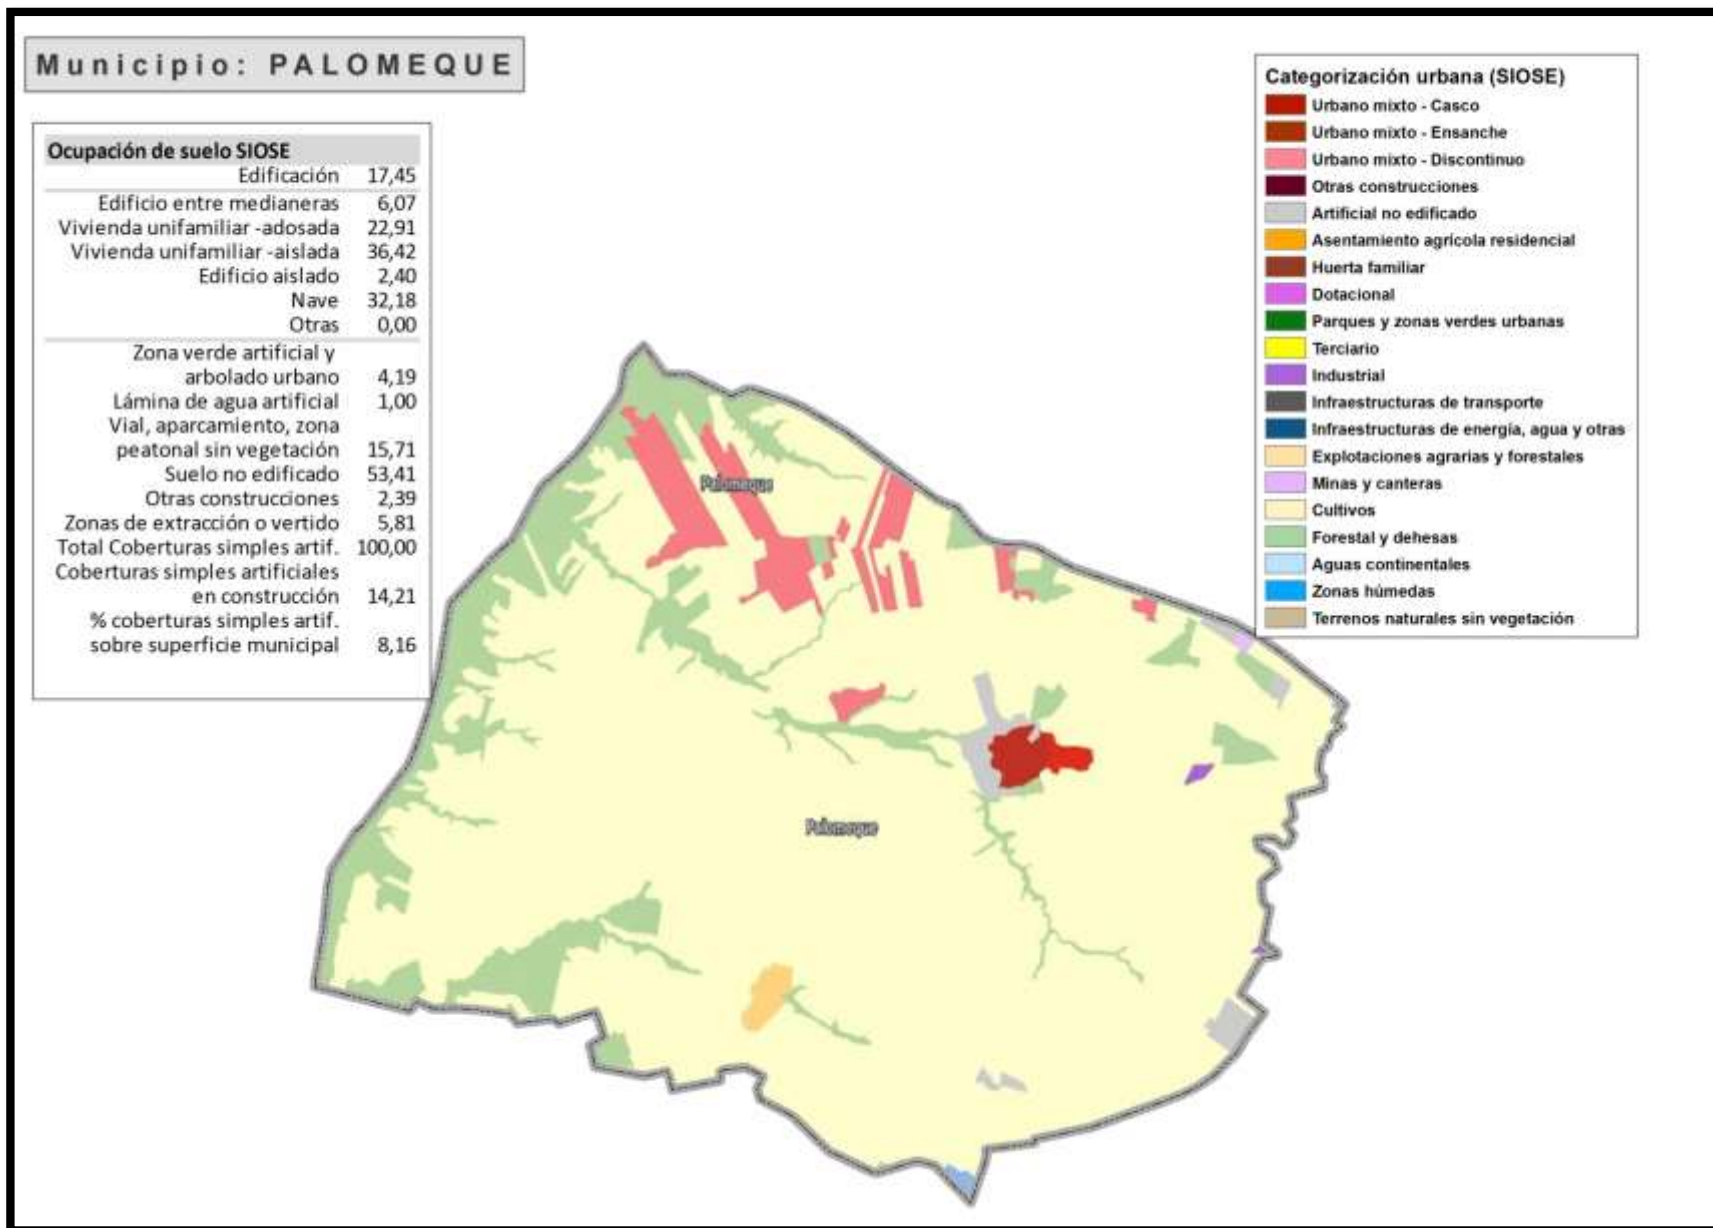 Municipio: PALOMEQUE
Ocupación de suelo SIOSE
Edificación 17,45
Edificio entre medianeras 6,07
Vivienda unifamiliar -adosada 22,91
Vivienda unifamiliar -aislada 36,42
Edificio aislado 2,40
Nave 32,18
Otras 0,00
Zona verde artificial y
arbolado urbano 4,19
Lámina de agua artificial 1,00
Vial, aparcamiento, zona
peatonal sin vegetación 15,71
Suelo no edificado 53,41
Otras construcciones 2,39
Zonas de extracción o vertido 5,81
Total Coberturas simples artif. 100,00
Coberturas simples artificiales
en construcción 14,21
% coberturas simples artif.
sobre superficie municipal 8,16
Categorización urbana (SIOSE)
Urbano mixto - Casco
Urbano mixto - Ensanche
Urbano mixto - Discontinuo
Otras construcciones
Artificial no edificado
Asentamiento agrícola residencial
Huerta familiar
Dotacional
Parques y zonas verdes urbanas
Terciario
Industrial
Infraestructuras de transporte
Infraestructuras de energía, agua y otras
Explotaciones agrarias y forestales
Minas y canteras
Cultivos
Forestal y dehesas
Aguas continentales
Zonas húmedas
Terrenos naturales sin vegetación
Palomeque
Palomeque